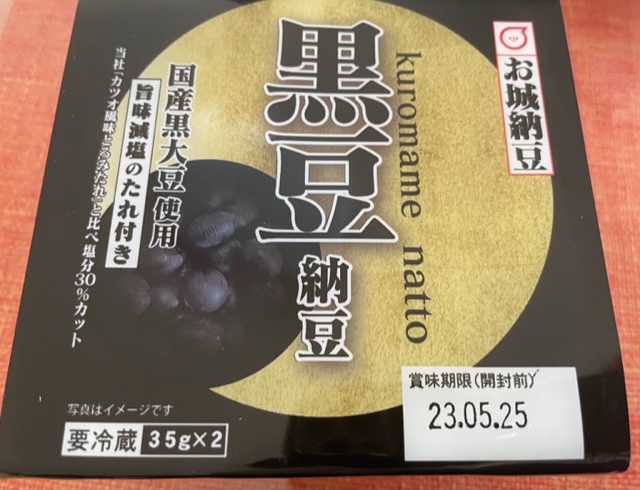 お城納豆
黒豆納豆
kuromame natto
国産黒大豆使用
旨味減塩のたれ付き
当社「カツオ風味とろみたれ」と比べ塩分30%カット
写真はイメージです
要冷蔵 35g×2
賞味期限(開封前)
23.05.25